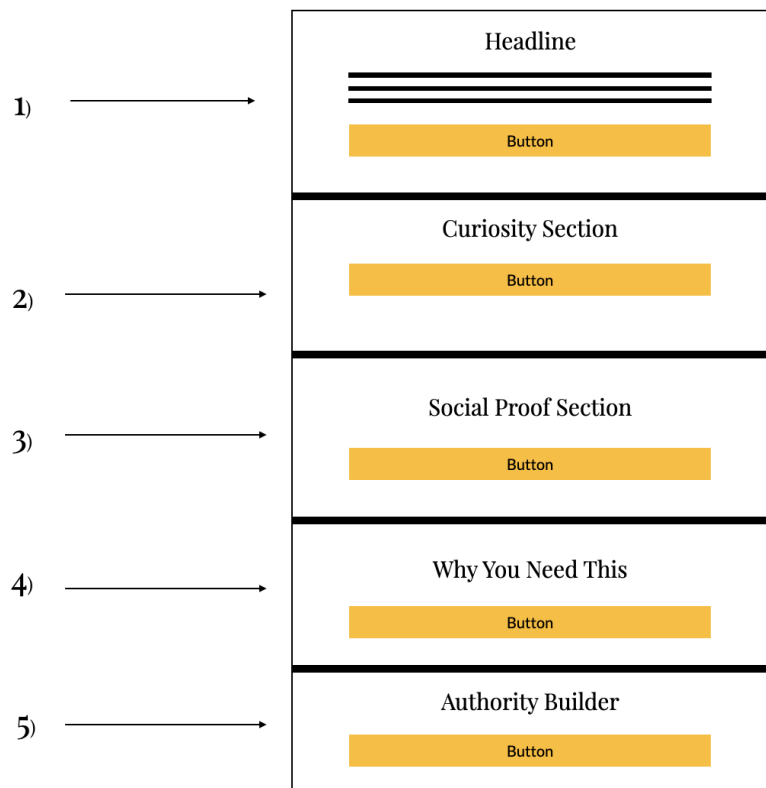 Headline
1)
Button
Curiosity Section
Button
2)
Social Proof Section
3)
Button
Why You Need This
4)
Button
Authority Builder
5)
Button